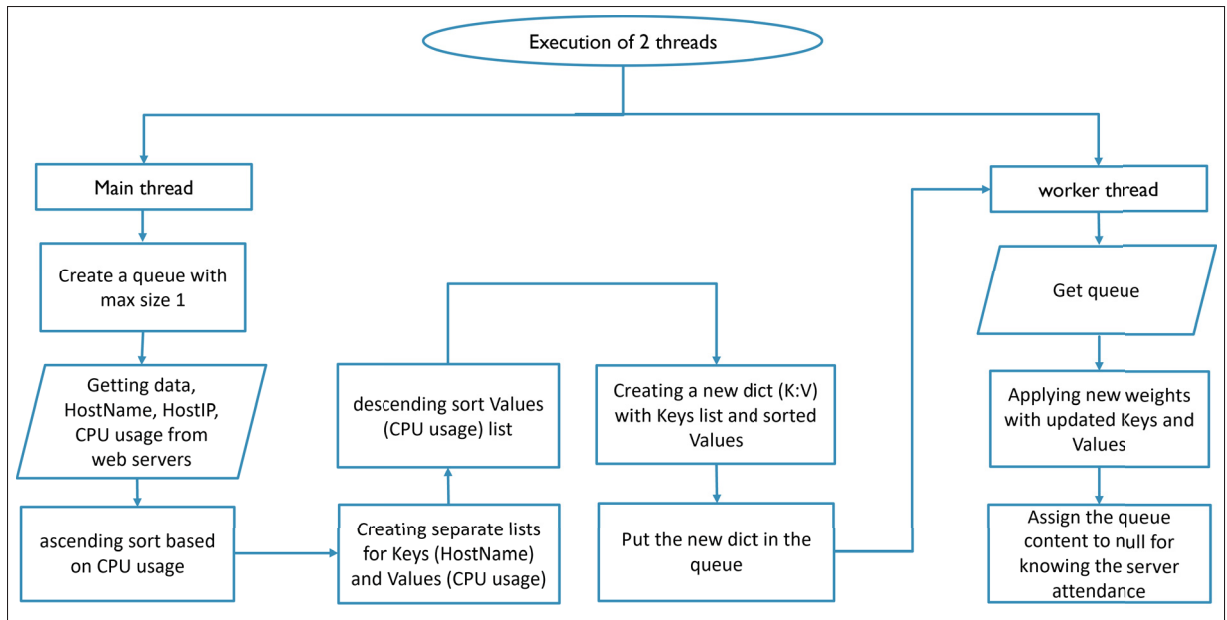 Execution of 2 threads
Main thread
Create a queue with
max size 1
Getting data,
HostName, HostIP,
CPU usage from
web servers
ascending sort based
on CPU usage
Creating separate lists
for Keys (HostName)
and Values (CPU usage)
descending sort Values
(CPU usage) list
Creating a new dict (K:V)
with Keys list and sorted
Values
Put the new dict in the
queue
worker thread
Get queue
Applying new weights
with updated Keys and
Values
Assign the queue
content to null for
knowing the server
attendance